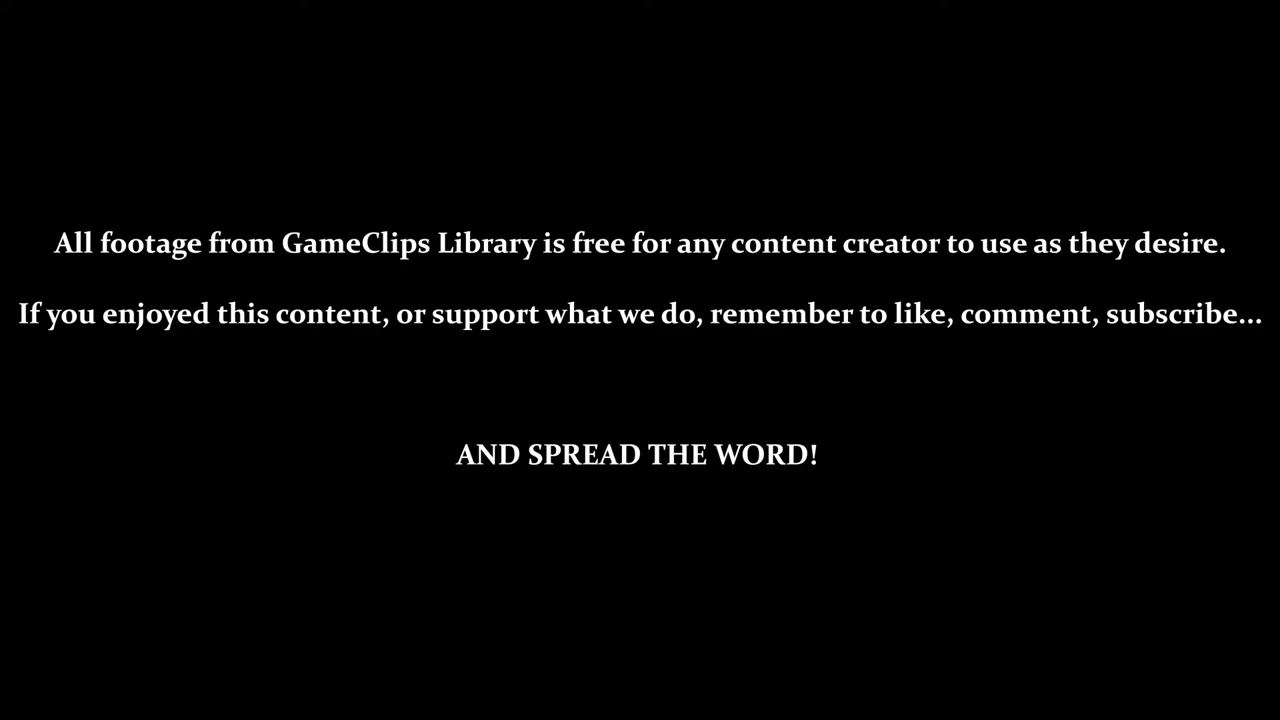 All footage from GameClips Library is free for any content creator to use as they desire.
If you enjoyed this content, or support what we do, remember to like, comment, subscribe...
AND SPREAD THE WORD!